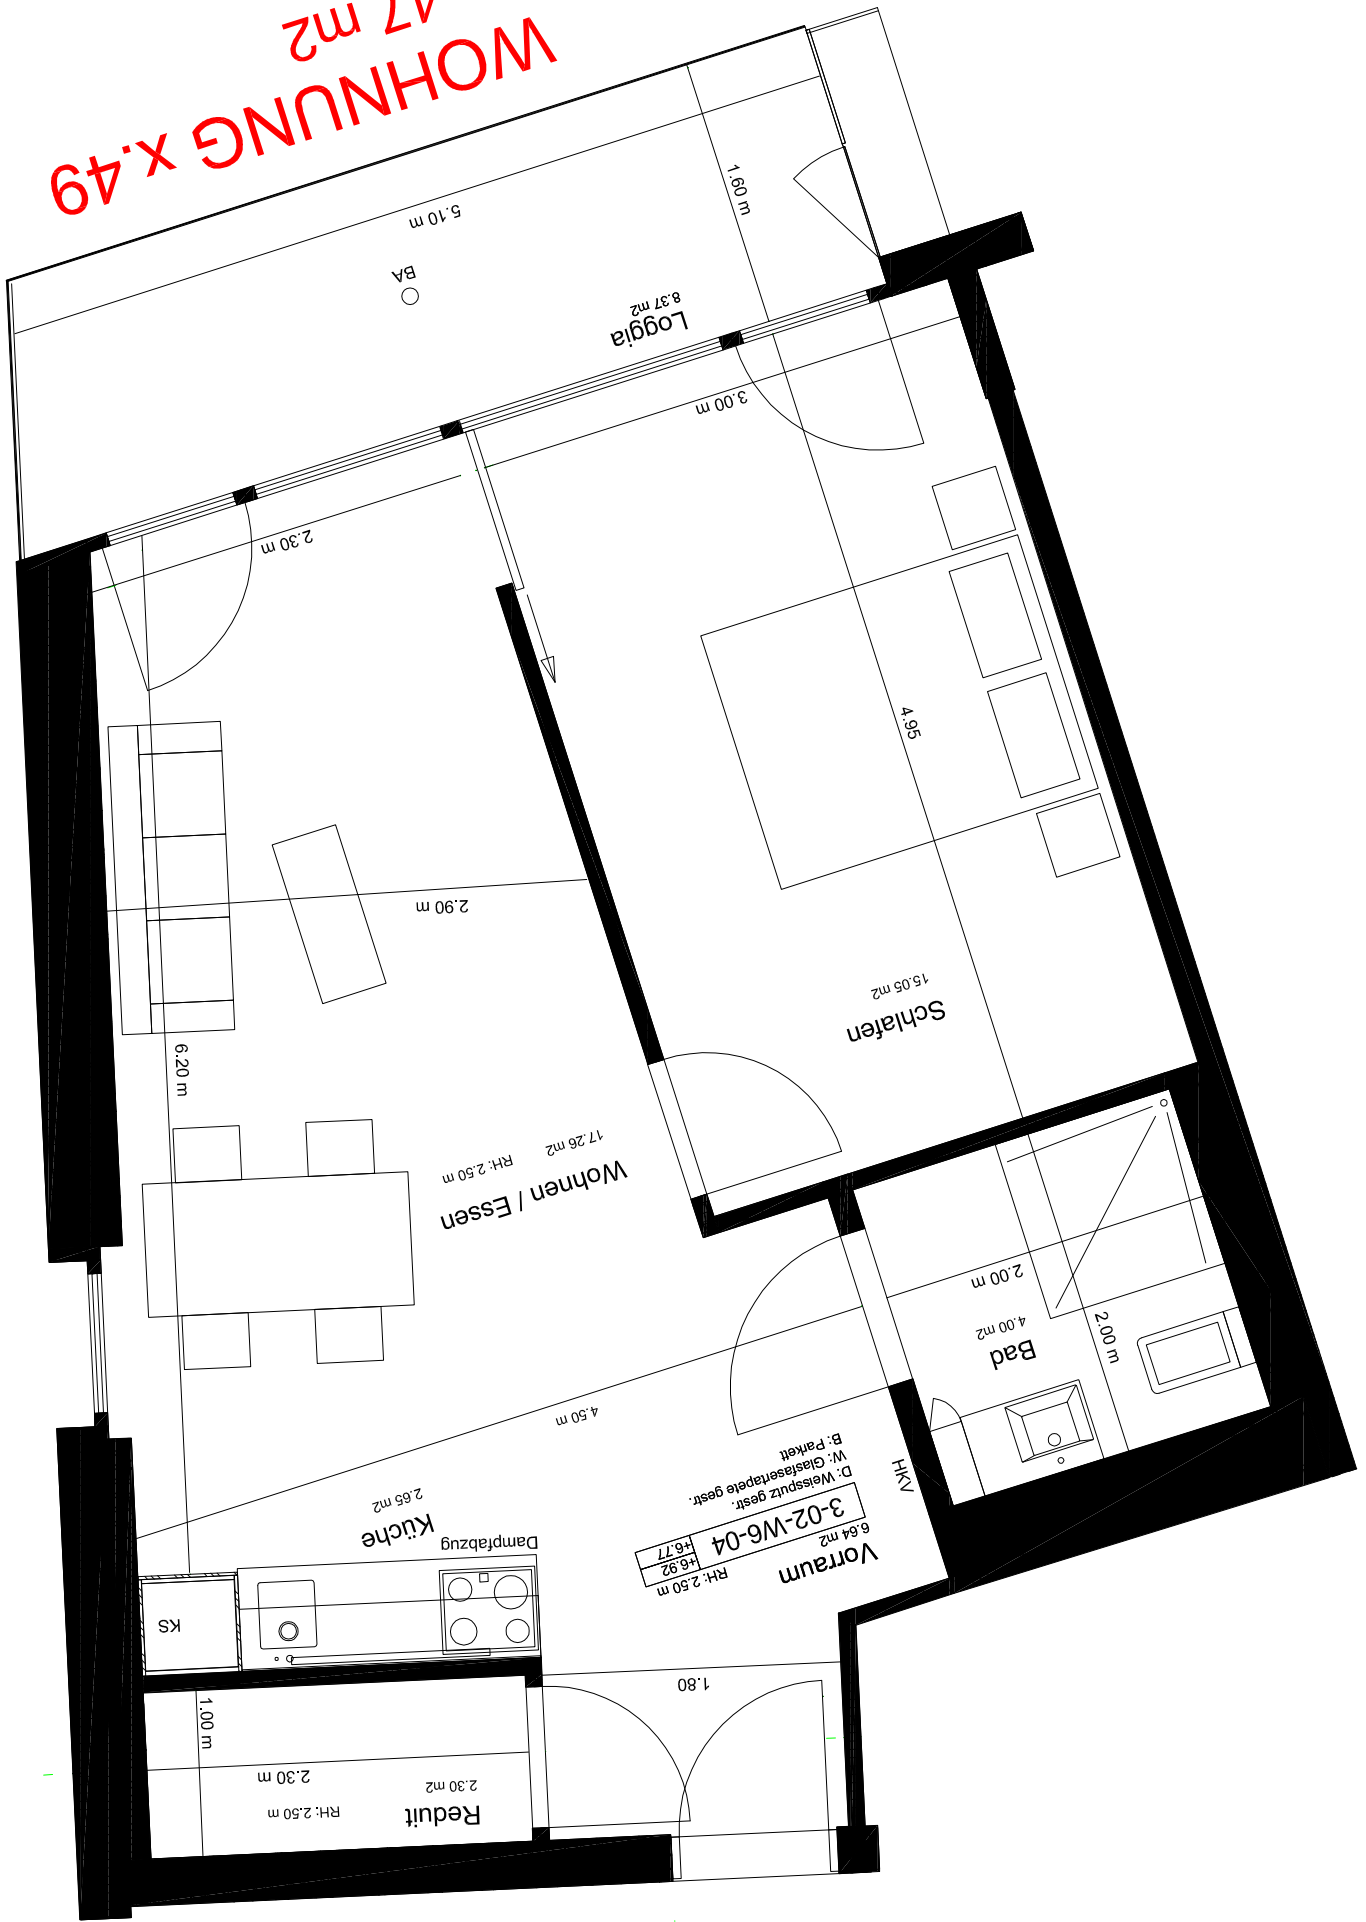 WOHNUNG x.49
47 m2
5.10 m
1.60 m
BA
Loggia
8.37 m2
3.00 m
2.30 m
4.95
2.90 m
6.20 m
Schlafen
15.05 m2
Wohnen / Essen
17.26 m2
RH: 2.50 m
2.00 m
2.00 m
Bad
4.00 m2
4.50 m
HKV
Küche
2.65 m2
Dampfabzug
KS
Vorraum
6.64 m2
RH: 2.50 m
3-02-W6-04
+6.92
+6.77
D: Weissputz gestr.
W: Glasfasertapete gestr.
B: Parkett
1.80
1.00 m
2.30 m
Reduit
2.30 m2
RH: 2.50 m